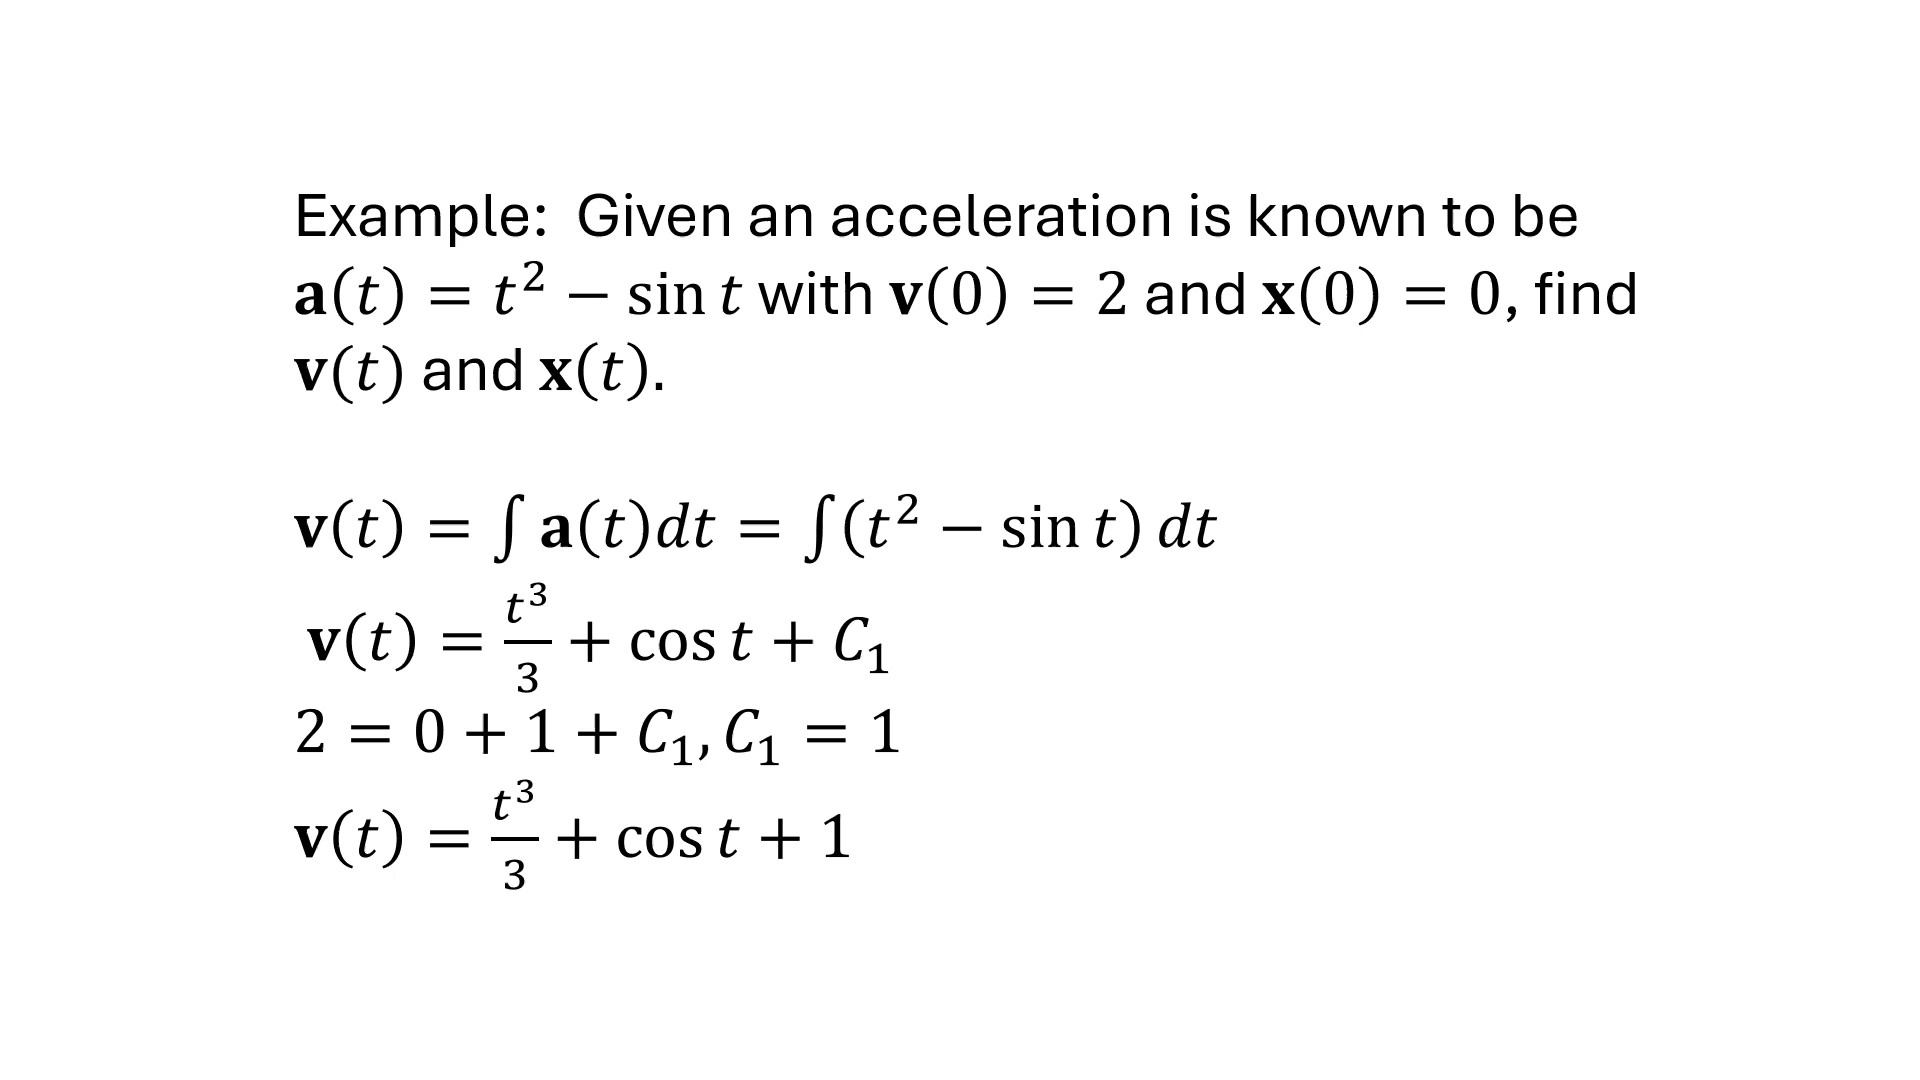 Example:  Given an acceleration is known to be
𝐚(𝑡) = 𝑡² − sin 𝑡 with 𝐯(0) = 2 and 𝐱(0) = 0, find
𝐯(𝑡) and 𝐱(𝑡).
𝐯(𝑡) = ∫ 𝐚(𝑡)𝑑𝑡 = ∫(𝑡² − sin 𝑡) 𝑑𝑡
𝐯(𝑡) = 𝑡³/3 + cos 𝑡 + 𝐶₁
2 = 0 + 1 + 𝐶₁, 𝐶₁ = 1
𝐯(𝑡) = 𝑡³/3 + cos 𝑡 + 1